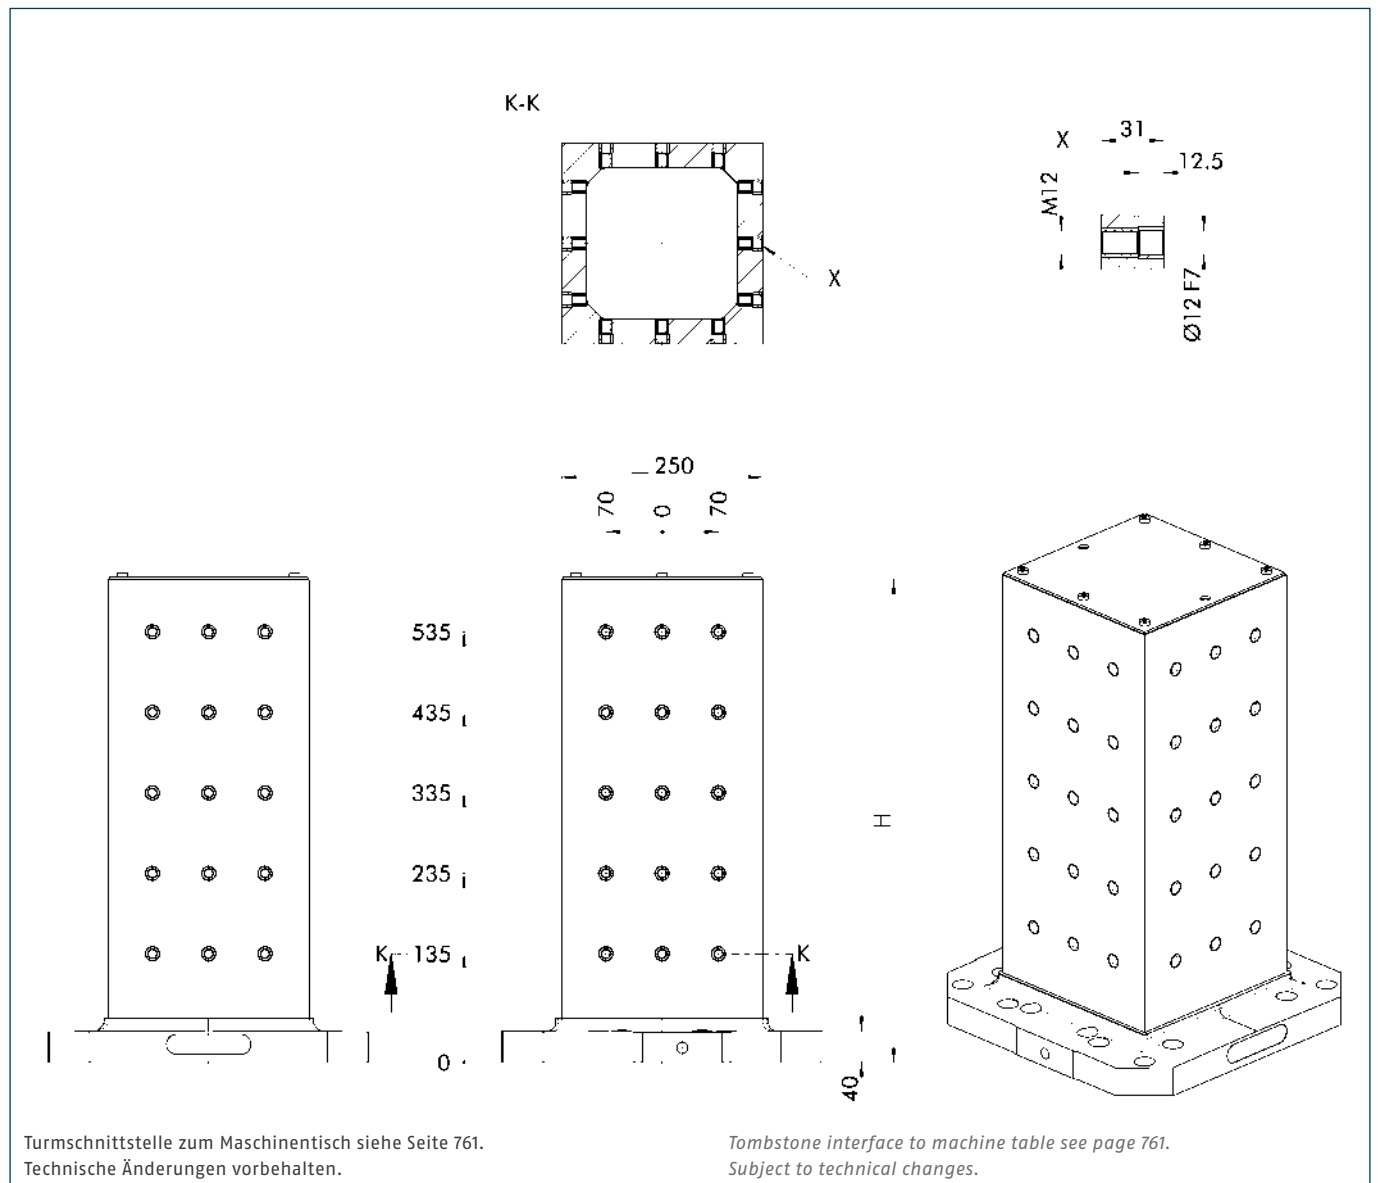 K-K
X
31
12.5
M12
Ø12 F7
X
250
70 0 70
535
435
335
235
K 135 K
0
H
40
Turmschnittstelle zum Maschinentisch siehe Seite 761.
Technische Änderungen vorbehalten.
Tombstone interface to machine table see page 761.
Subject to technical changes.